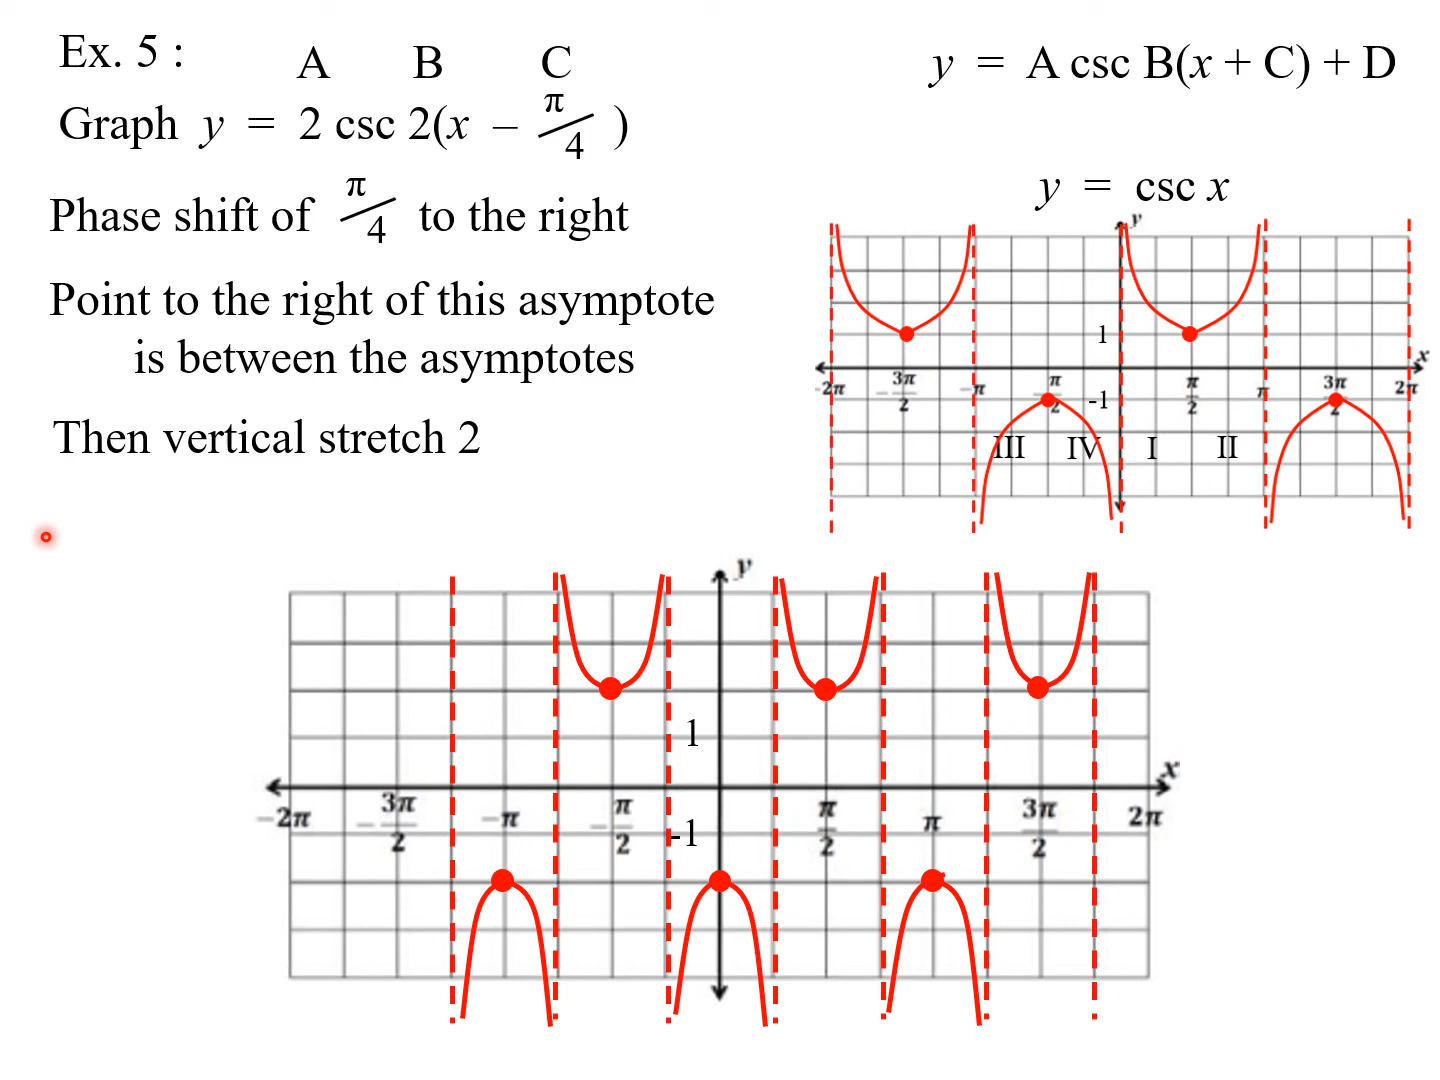 Ex. 5 :
A B C
Graph y = 2 csc 2(x – π/4 )
Phase shift of π/4 to the right
Point to the right of this asymptote
is between the asymptotes
Then vertical stretch 2
y = A csc B(x + C) + D
y = csc x
y
1
x
-2π -3π/2 -π -π/2 -1 π/2 π 3π/2 2π
III IV I II
y
1
x
-2π -3π/2 -π -π/2 -1 π/2 π 3π/2 2π